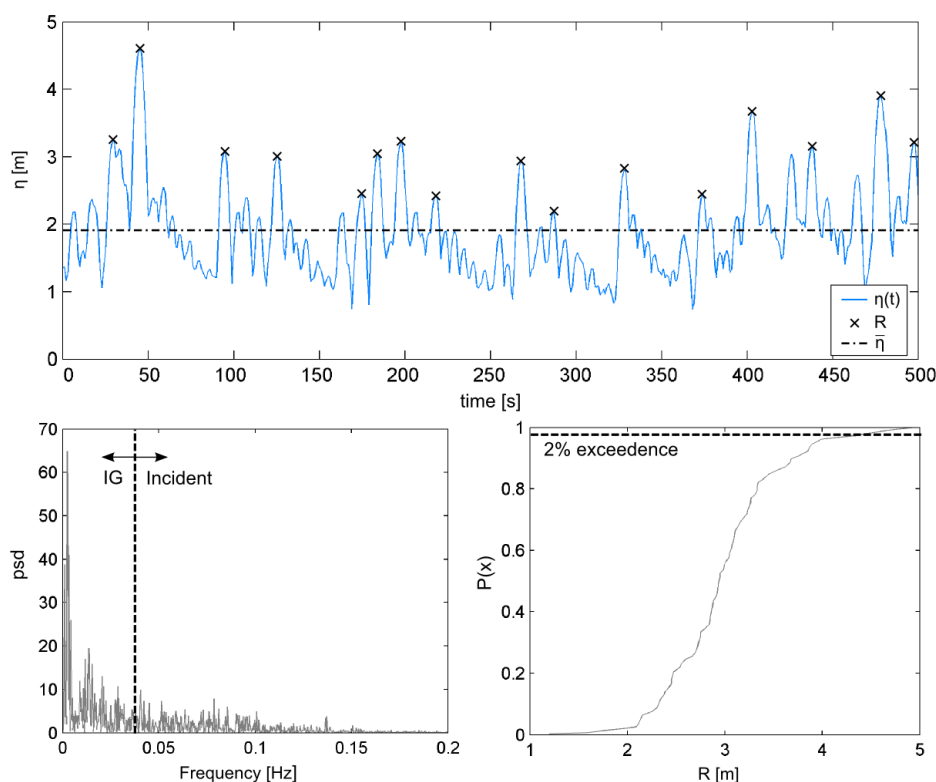 5
4
3
2
1
0
η [m]
0 50 100 150 200 250 300 350 400 450 500
time [s]
η(t)
R
η̅
70
60
50
40
30
20
10
0
psd
IG Incident
0 0.05 0.1 0.15 0.2
Frequency [Hz]
1
0.8
0.6
0.4
0.2
0
P(x)
2% exceedence
1 2 3 4 5
R [m]